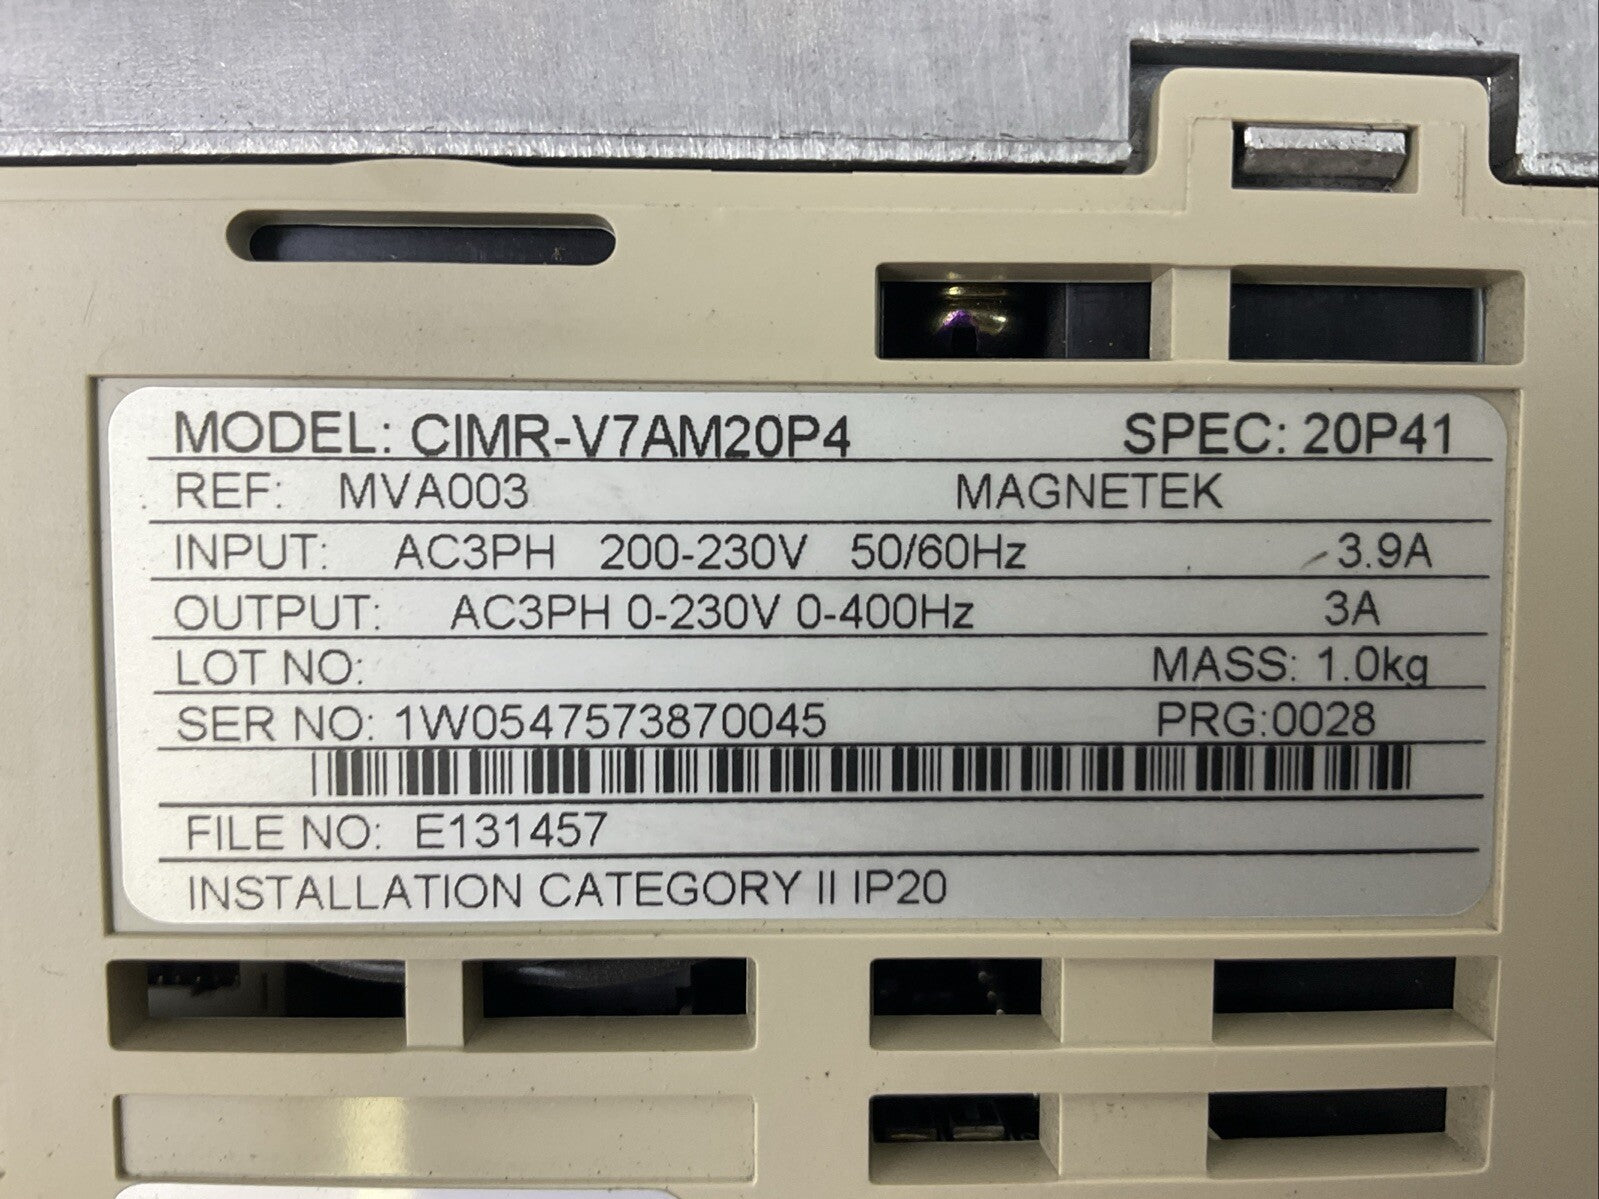 MODEL: CIMR-V7AM20P4 SPEC: 20P41
REF: MVA003 MAGNETEK
INPUT: AC3PH 200-230V 50/60Hz 3.9A
OUTPUT: AC3PH 0-230V 0-400Hz 3A
LOT NO: MASS: 1.0kg
SER NO: 1W0547573870045 PRG:0028
FILE NO: E131457
INSTALLATION CATEGORY II IP20